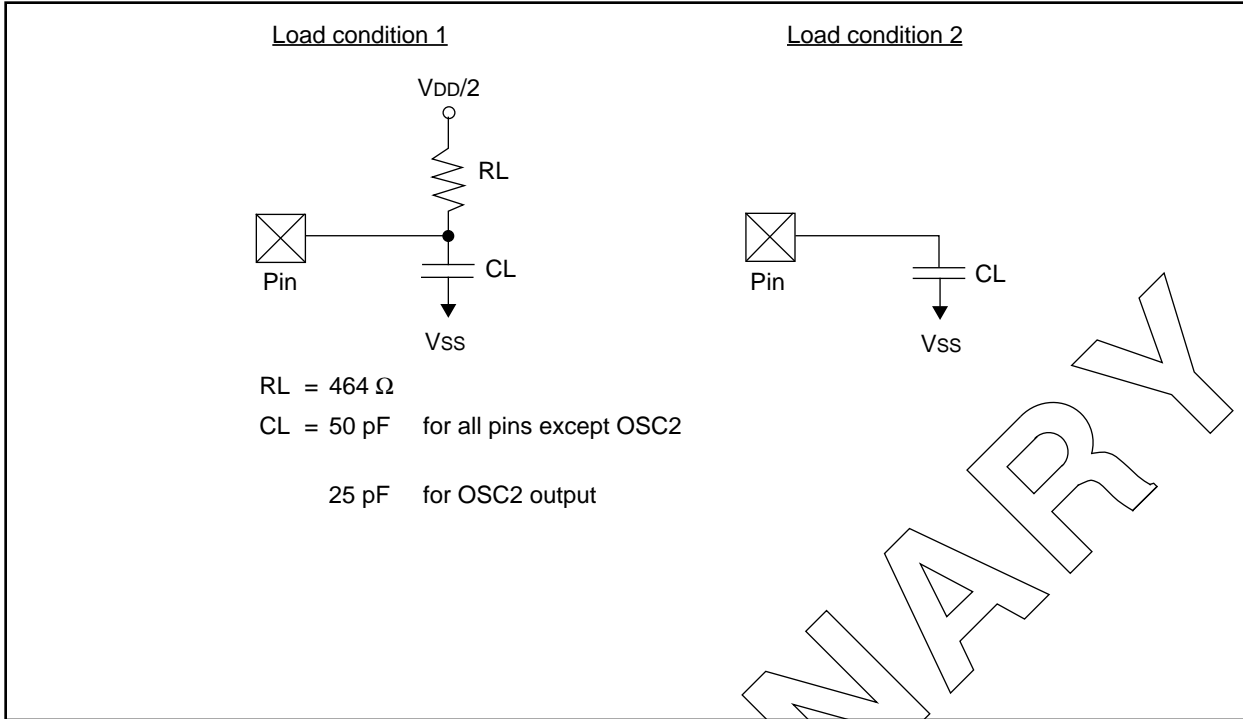 Load condition 1
Load condition 2
VDD/2
RL
CL
Pin
VSS
CL
Pin
VSS
RL = 464 Ω
CL = 50 pF for all pins except OSC2
25 pF for OSC2 output
NARY